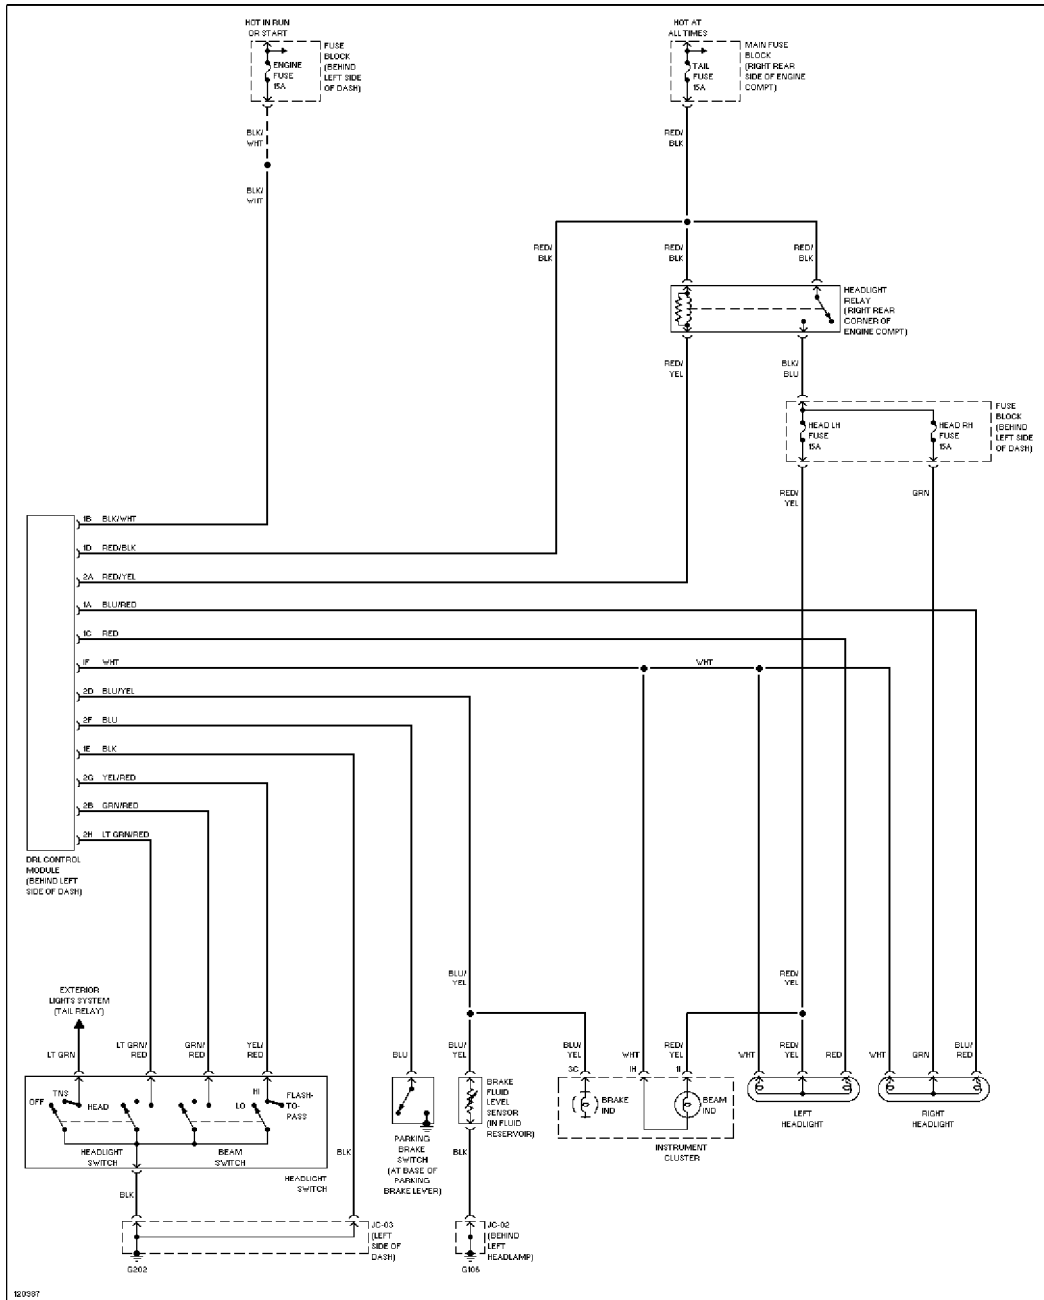 HOT IN RUN
OR START
FUSE
BLOCK
(BEHIND
LEFT SIDE
OF DASH)
ENGINE
FUSE
15A
HOT AT
ALL TIMES
MAIN FUSE
BLOCK
(RIGHT REAR
SIDE OF ENGINE
COMPT)
TAIL
FUSE
15A
BLK/
WHT
RED/
BLK
BLK/
WHT
RED/
BLK
RED/
BLK
RED/
BLK
HEADLIGHT
RELAY
(RIGHT REAR
CORNER OF
ENGINE COMPT)
RED/
YEL
BLK/
BLU
FUSE
BLOCK
(BEHIND
LEFT SIDE
OF DASH)
HEAD LH
FUSE
15A
HEAD RH
FUSE
15A
RED/
YEL
GRN
1B BLK/WHT
1D RED/BLK
2A RED/YEL
1A BLU/RED
1C RED
1F WHT
WHT
2D BLU/YEL
2F BLU
1E BLK
2G YEL/RED
2B GRN/RED
2H LT GRN/RED
DRL CONTROL
MODULE
(BEHIND LEFT
SIDE OF DASH)
BLU/
YEL
RED/
YEL
EXTERIOR
LIGHTS SYSTEM
(TAIL RELAY)
LT GRN
LT GRN/
RED
GRN/
RED
YEL/
RED
BLU
BLU/
YEL
BLU/
YEL
WHT
RED/
YEL
WHT
RED/
YEL
RED
WHT
GRN
BLU/
RED
3C
1H
1I
OFF
TNS
HEAD
LO
HI
FLASH-
TO-
PASS
HEADLIGHT
SWITCH
BEAM
SWITCH
HEADLIGHT
SWITCH
BLK
PARKING
BRAKE
SWITCH
(AT BASE OF
PARKING
BRAKE LEVER)
BRAKE
FLUID
LEVEL
SENSOR
(IN FLUID
RESERVOIR)
BRAKE
IND
BEAM
IND
INSTRUMENT
CLUSTER
LEFT
HEADLIGHT
RIGHT
HEADLIGHT
BLK
BLK
JC-03
(LEFT
SIDE OF
DASH)
G202
JC-02
(BEHIND
LEFT
HEADLAMP)
G106
120387